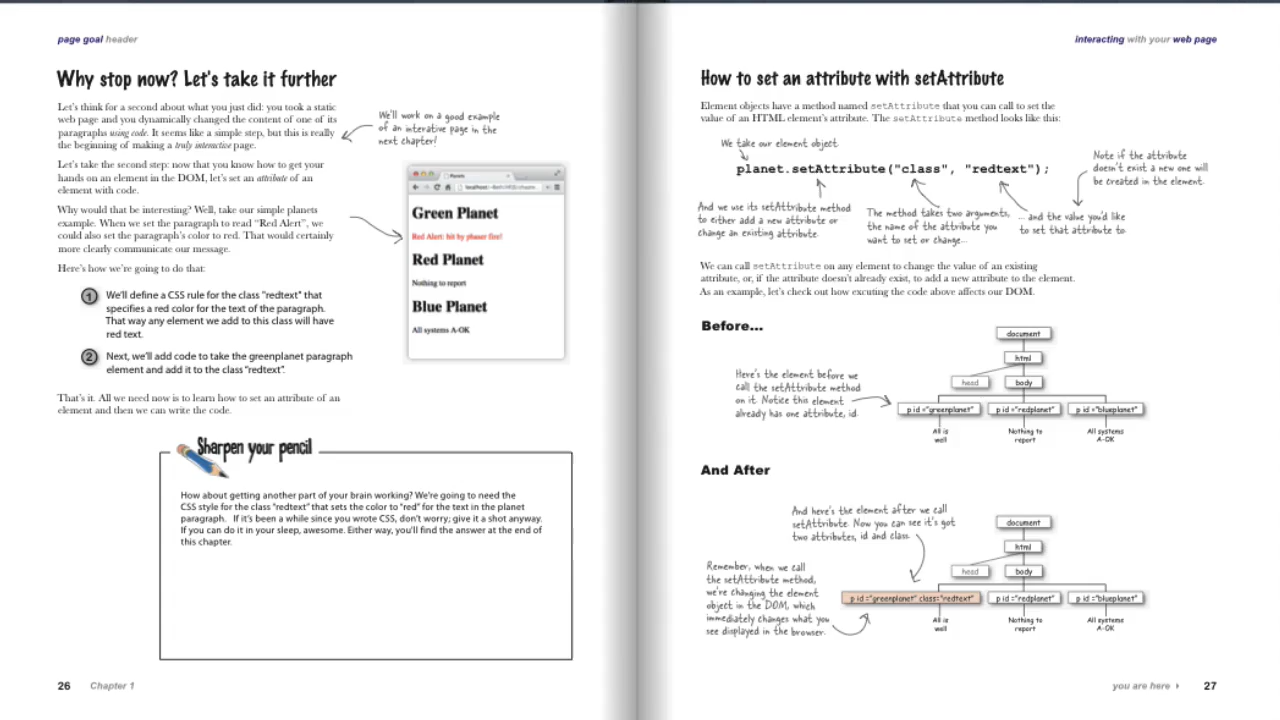 page goal header
Why stop now? Let's take it further
Let's think for a second about what you just did: you took a static
web page and you dynamically changed the content of one of its
paragraphs using code. It seems like a simple step, but this is really
the beginning of making a truly interactive page.
We'll work on a good example
of an interative page in the
next chapter!
Let's take the second step: now that you know how to get your
hands on an element in the DOM, let's set an attribute of an
element with code.
Why would that be interesting? Well, take our simple planets
example. When we set the paragraph to read "Red Alert", we
could also set the paragraph's color to red. That would certainly
more clearly communicate our message.
Here's how we're going to do that:
Planets
Green Planet
Red Alert: hit by phaser fire!
Red Planet
Nothing to report
Blue Planet
All systems A-OK
1 We'll define a CSS rule for the class "redtext" that
specifies a red color for the text of the paragraph.
That way any element we add to this class will have
red text.
2 Next, we'll add code to take the greenplanet paragraph
element and add it to the class "redtext".
That's it. All we need now is to learn how to set an attribute of an
element and then we can write the code.
Sharpen your pencil
How about getting another part of your brain working? We're going to need the
CSS style for the class "redtext" that sets the color to "red" for the text in the planet
paragraph. If it's been a while since you wrote CSS, don't worry; give it a shot anyway.
If you can do it in your sleep, awesome. Either way, you'll find the answer at the end of
this chapter.
26 Chapter 1
interacting with your web page
How to set an attribute with setAttribute
Element objects have a method named setAttribute that you can call to set the
value of an HTML element's attribute. The setAttribute method looks like this:
We take our element object.
planet.setAttribute("class", "redtext");
Note if the attribute
doesn't exist a new one will
be created in the element.
And we use its setAttribute method
to either add a new attribute or
change an existing attribute.
The method takes two arguments,
the name of the attribute you
want to set or change...
... and the value you'd like
to set that attribute to.
We can call setAttribute on any element to change the value of an existing
attribute, or, if the attribute doesn't already exist, to add a new attribute to the element.
As an example, let's check out how excuting the code above affects our DOM.
Before...
Here's the element before we
call the setAttribute method
on it. Notice this element
already has one attribute, id.
document
html
head body
p id ="greenplanet" p id ="redplanet" p id ="blueplanet"
All is
well
Nothing to
report
All systems
A-OK
And After
And here's the element after we call
setAttribute. Now you can see it's got
two attributes, id and class.
Remember, when we call
the setAttribute method,
we're changing the element
object in the DOM, which
immediately changes what you
see displayed in the browser.
document
html
head body
p id ="greenplanet" class="redtext" p id ="redplanet" p id ="blueplanet"
All is
well
Nothing to
report
All systems
A-OK
you are here 27